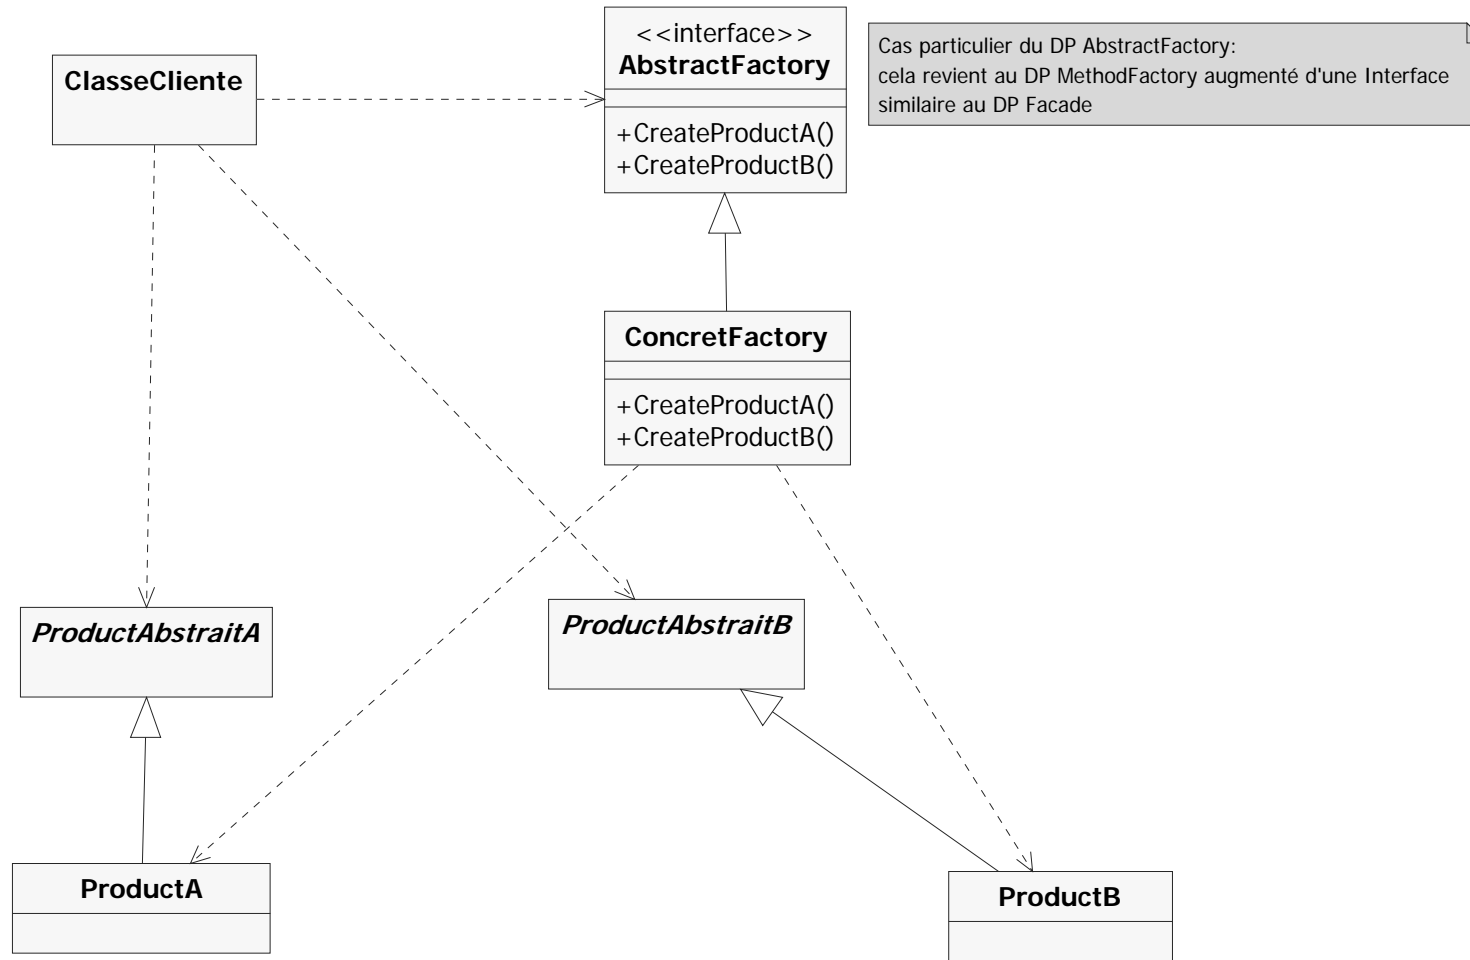 ClasseCliente
<<interface>>
AbstractFactory
+CreateProductA()
+CreateProductB()
Cas particulier du DP AbstractFactory:
cela revient au DP MethodFactory augmenté d'une Interface
similaire au DP Facade
ConcretFactory
+CreateProductA()
+CreateProductB()
ProductAbstraitA
ProductAbstraitB
ProductA
ProductB